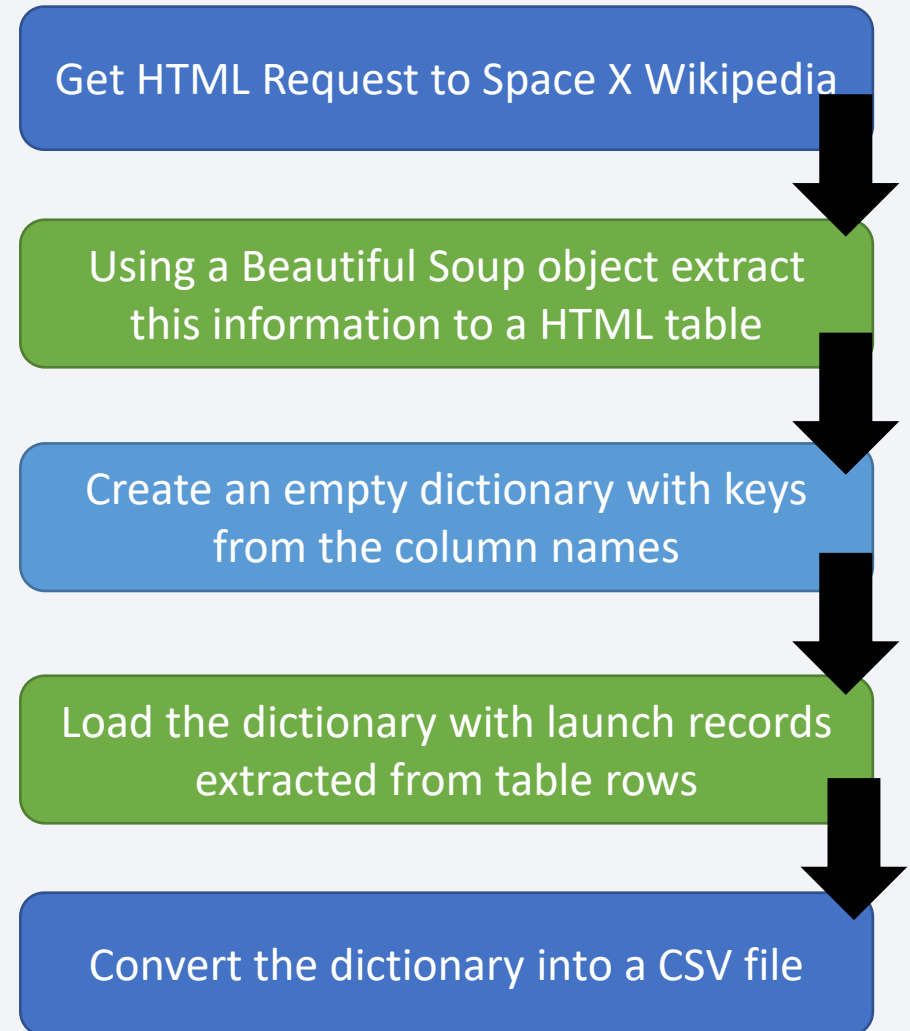 Get HTML Request to Space X Wikipedia
Using a Beautiful Soup object extract
this information to a HTML table
Create an empty dictionary with keys
from the column names
Load the dictionary with launch records
extracted from table rows
Convert the dictionary into a CSV file